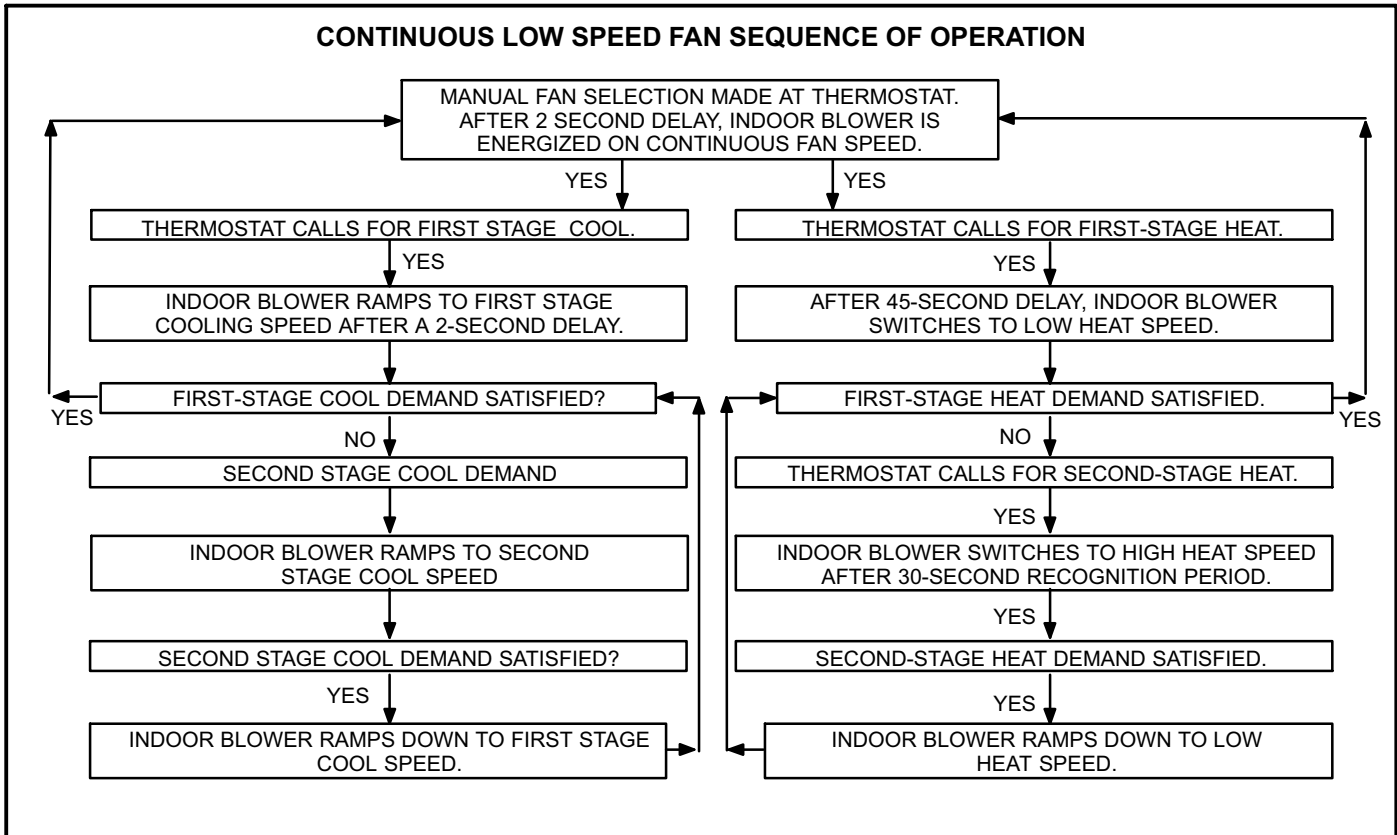 CONTINUOUS LOW SPEED FAN SEQUENCE OF OPERATION
MANUAL FAN SELECTION MADE AT THERMOSTAT.
AFTER 2 SECOND DELAY, INDOOR BLOWER IS
ENERGIZED ON CONTINUOUS FAN SPEED.
YES
YES
THERMOSTAT CALLS FOR FIRST STAGE COOL.
YES
INDOOR BLOWER RAMPS TO FIRST STAGE
COOLING SPEED AFTER A 2-SECOND DELAY.
FIRST-STAGE COOL DEMAND SATISFIED?
YES
NO
SECOND STAGE COOL DEMAND
INDOOR BLOWER RAMPS TO SECOND
STAGE COOL SPEED
SECOND STAGE COOL DEMAND SATISFIED?
YES
INDOOR BLOWER RAMPS DOWN TO FIRST STAGE
COOL SPEED.
THERMOSTAT CALLS FOR FIRST-STAGE HEAT.
YES
AFTER 45-SECOND DELAY, INDOOR BLOWER
SWITCHES TO LOW HEAT SPEED.
FIRST-STAGE HEAT DEMAND SATISFIED.
YES
NO
THERMOSTAT CALLS FOR SECOND-STAGE HEAT.
YES
INDOOR BLOWER SWITCHES TO HIGH HEAT SPEED
AFTER 30-SECOND RECOGNITION PERIOD.
YES
SECOND-STAGE HEAT DEMAND SATISFIED.
YES
INDOOR BLOWER RAMPS DOWN TO LOW
HEAT SPEED.